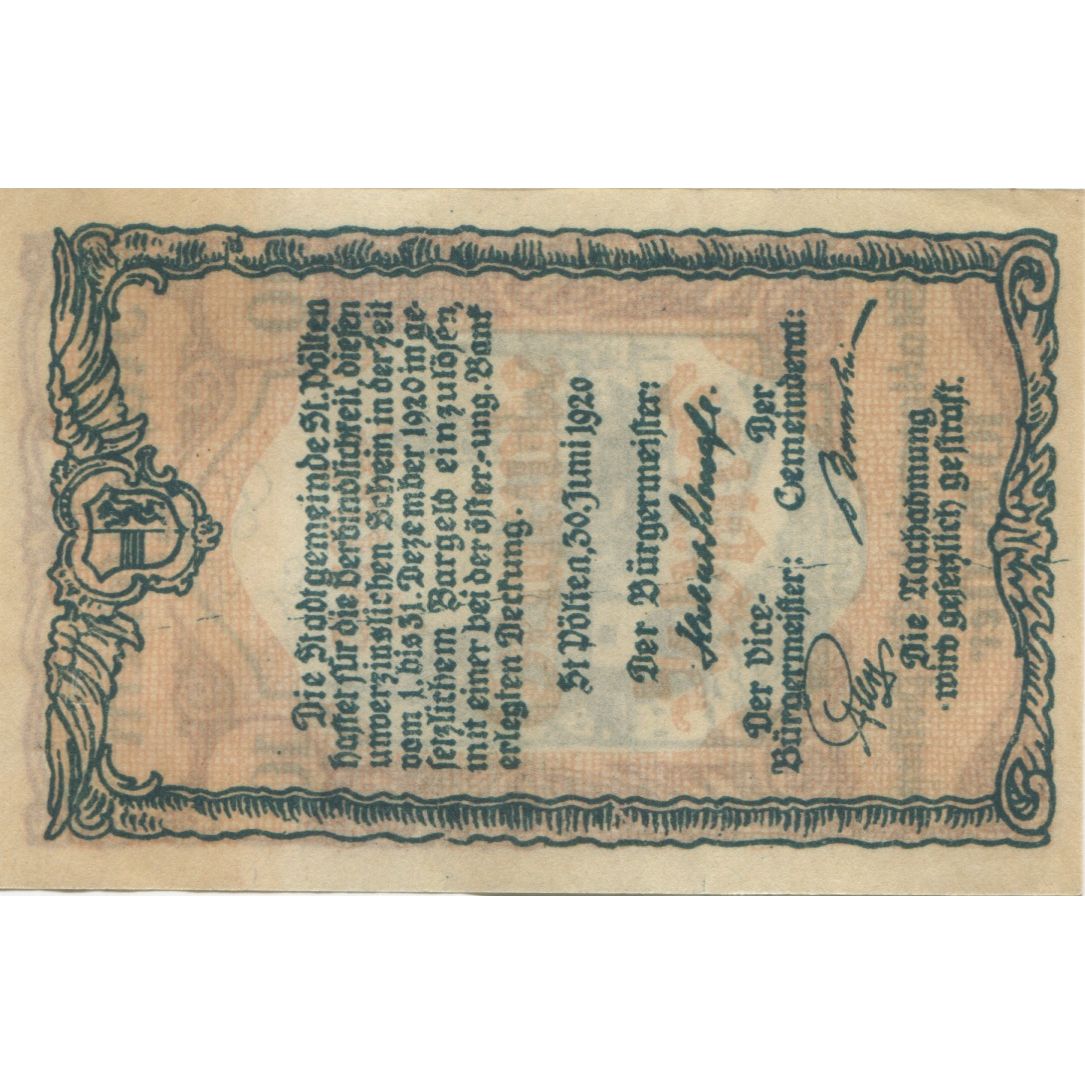 Die Stadtgemeinde St. Pölten
haftet für die Verbindlichkeit diesen
unverzinslichen Schein in der Zeit
vom 1. bis 31. Dezember 1920 in ge-
setzlichem Bargeld einzulösen,
mit einer bei der öster.-ung. Bank
erlegten Deckung.
St Pölten, 30. Juni 1920
Der Bürgermeister:
Der Vice-
Bürgermeister:
Der
Gemeinderat:
Die Nachahmung
wird gesetzlich gestraft.